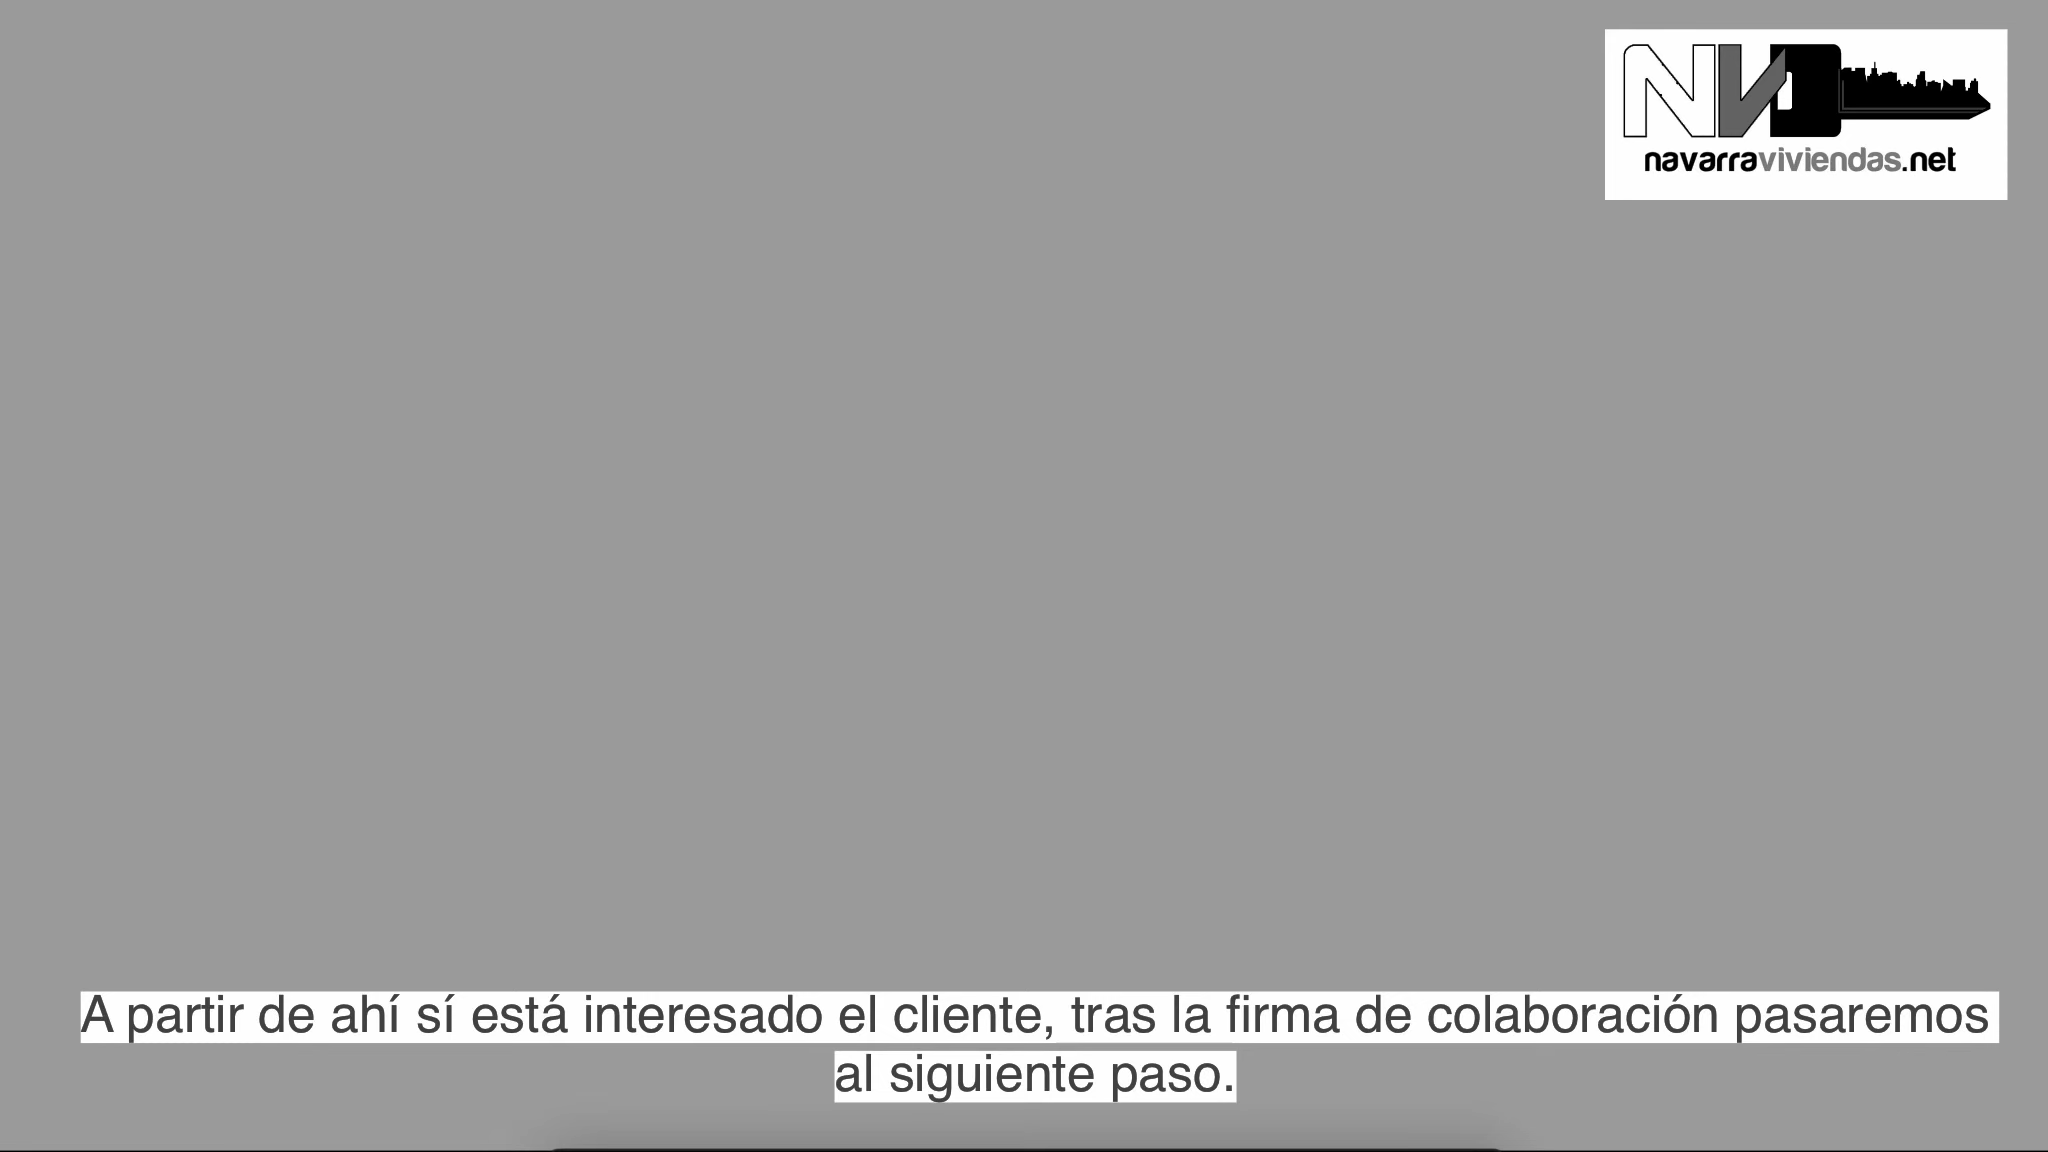 NV
navarraviviendas.net
A partir de ahí sí está interesado el cliente, tras la firma de colaboración pasaremos
al siguiente paso.